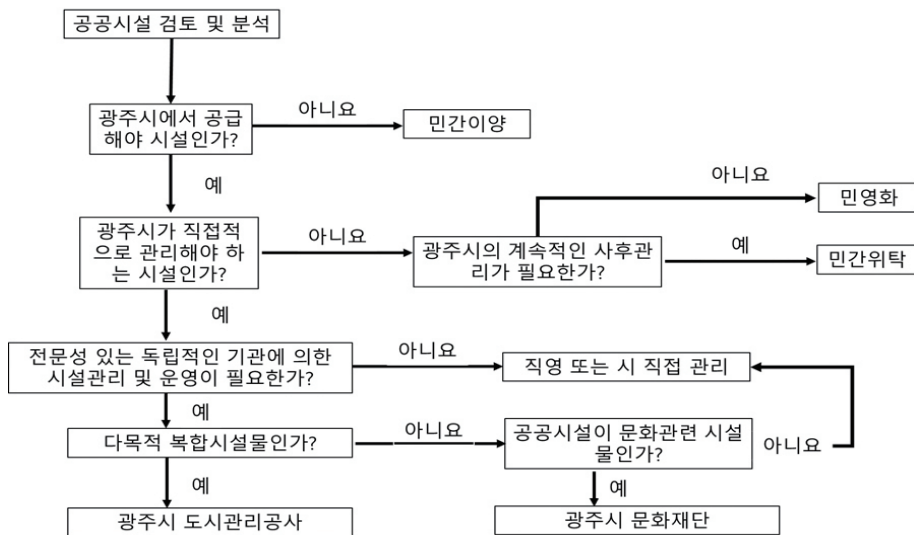 공공시설 검토 및 분석
광주시에서 공급
해야 시설인가?
아니요
민간이양
예
아니요
민영화
광주시가 직접적
으로 관리해야 하
는 시설인가?
아니요
광주시의 계속적인 사후관
리가 필요한가?
예
민간위탁
예
전문성 있는 독립적인 기관에 의한
시설관리 및 운영이 필요한가?
아니요
직영 또는 시 직접 관리
예
다목적 복합시설물인가?
아니요
공공시설이 문화관련 시설
물인가?
아니요
예
예
광주시 도시관리공사
광주시 문화재단